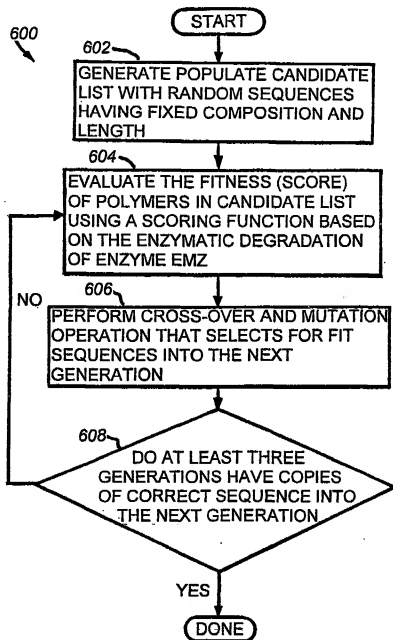 START
600
602
GENERATE POPULATE CANDIDATE
LIST WITH RANDOM SEQUENCES
HAVING FIXED COMPOSITION AND
LENGTH
604
EVALUATE THE FITNESS (SCORE)
OF POLYMERS IN CANDIDATE LIST
USING A SCORING FUNCTION BASED
ON THE ENZYMATIC DEGRADATION
OF ENZYME EMZ
NO
606
PERFORM CROSS-OVER AND MUTATION
OPERATION THAT SELECTS FOR FIT
SEQUENCES INTO THE NEXT
GENERATION
608
DO AT LEAST THREE
GENERATIONS HAVE COPIES
OF CORRECT SEQUENCE INTO
THE NEXT GENERATION
YES
DONE